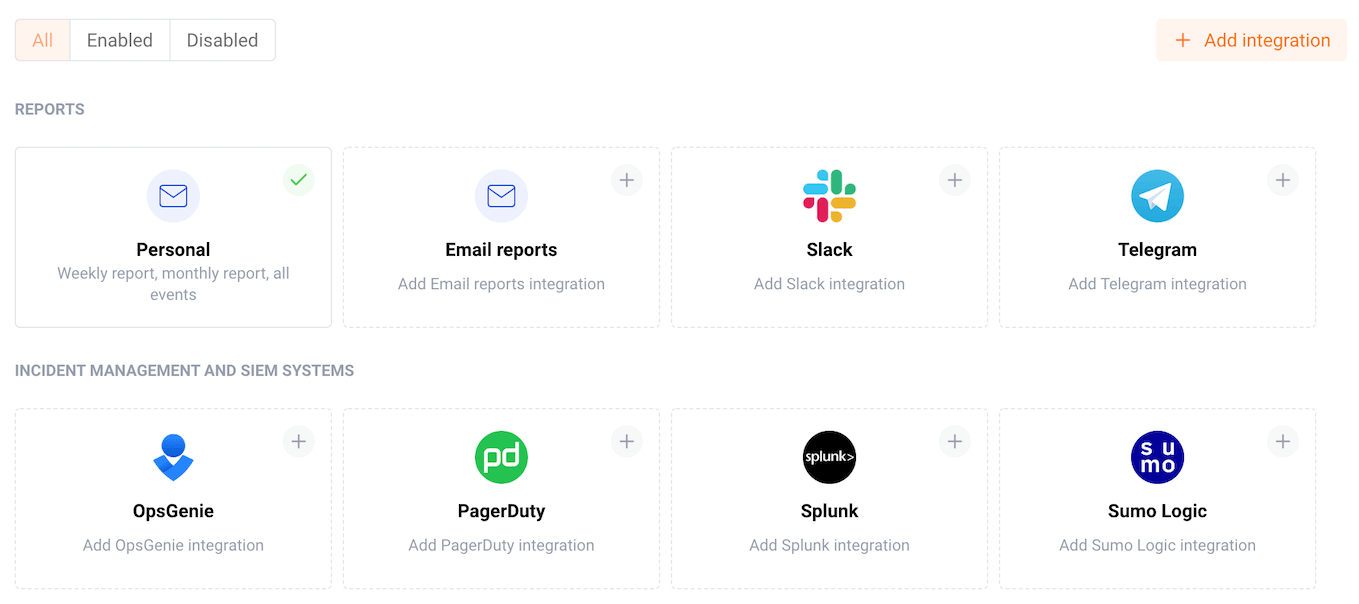 All Enabled Disabled + Add integration
REPORTS
Personal
Weekly report, monthly report, all
events
Email reports
Add Email reports integration
Slack
Add Slack integration
Telegram
Add Telegram integration
INCIDENT MANAGEMENT AND SIEM SYSTEMS
OpsGenie
Add OpsGenie integration
pd
PagerDuty
Add PagerDuty integration
splunk>
Splunk
Add Splunk integration
su
mo
Sumo Logic
Add Sumo Logic integration